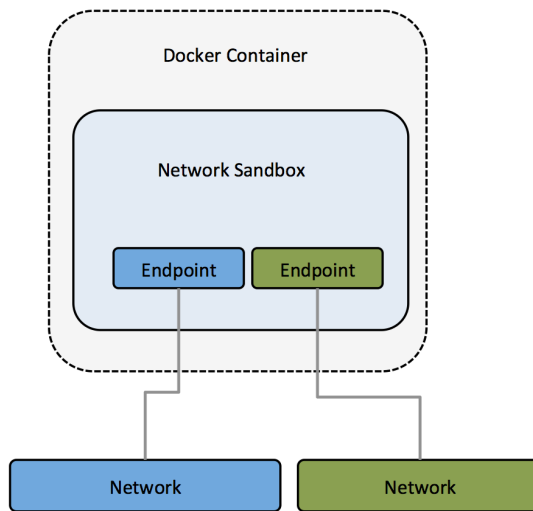 Docker Container
Network Sandbox
Endpoint
Endpoint
Network
Network